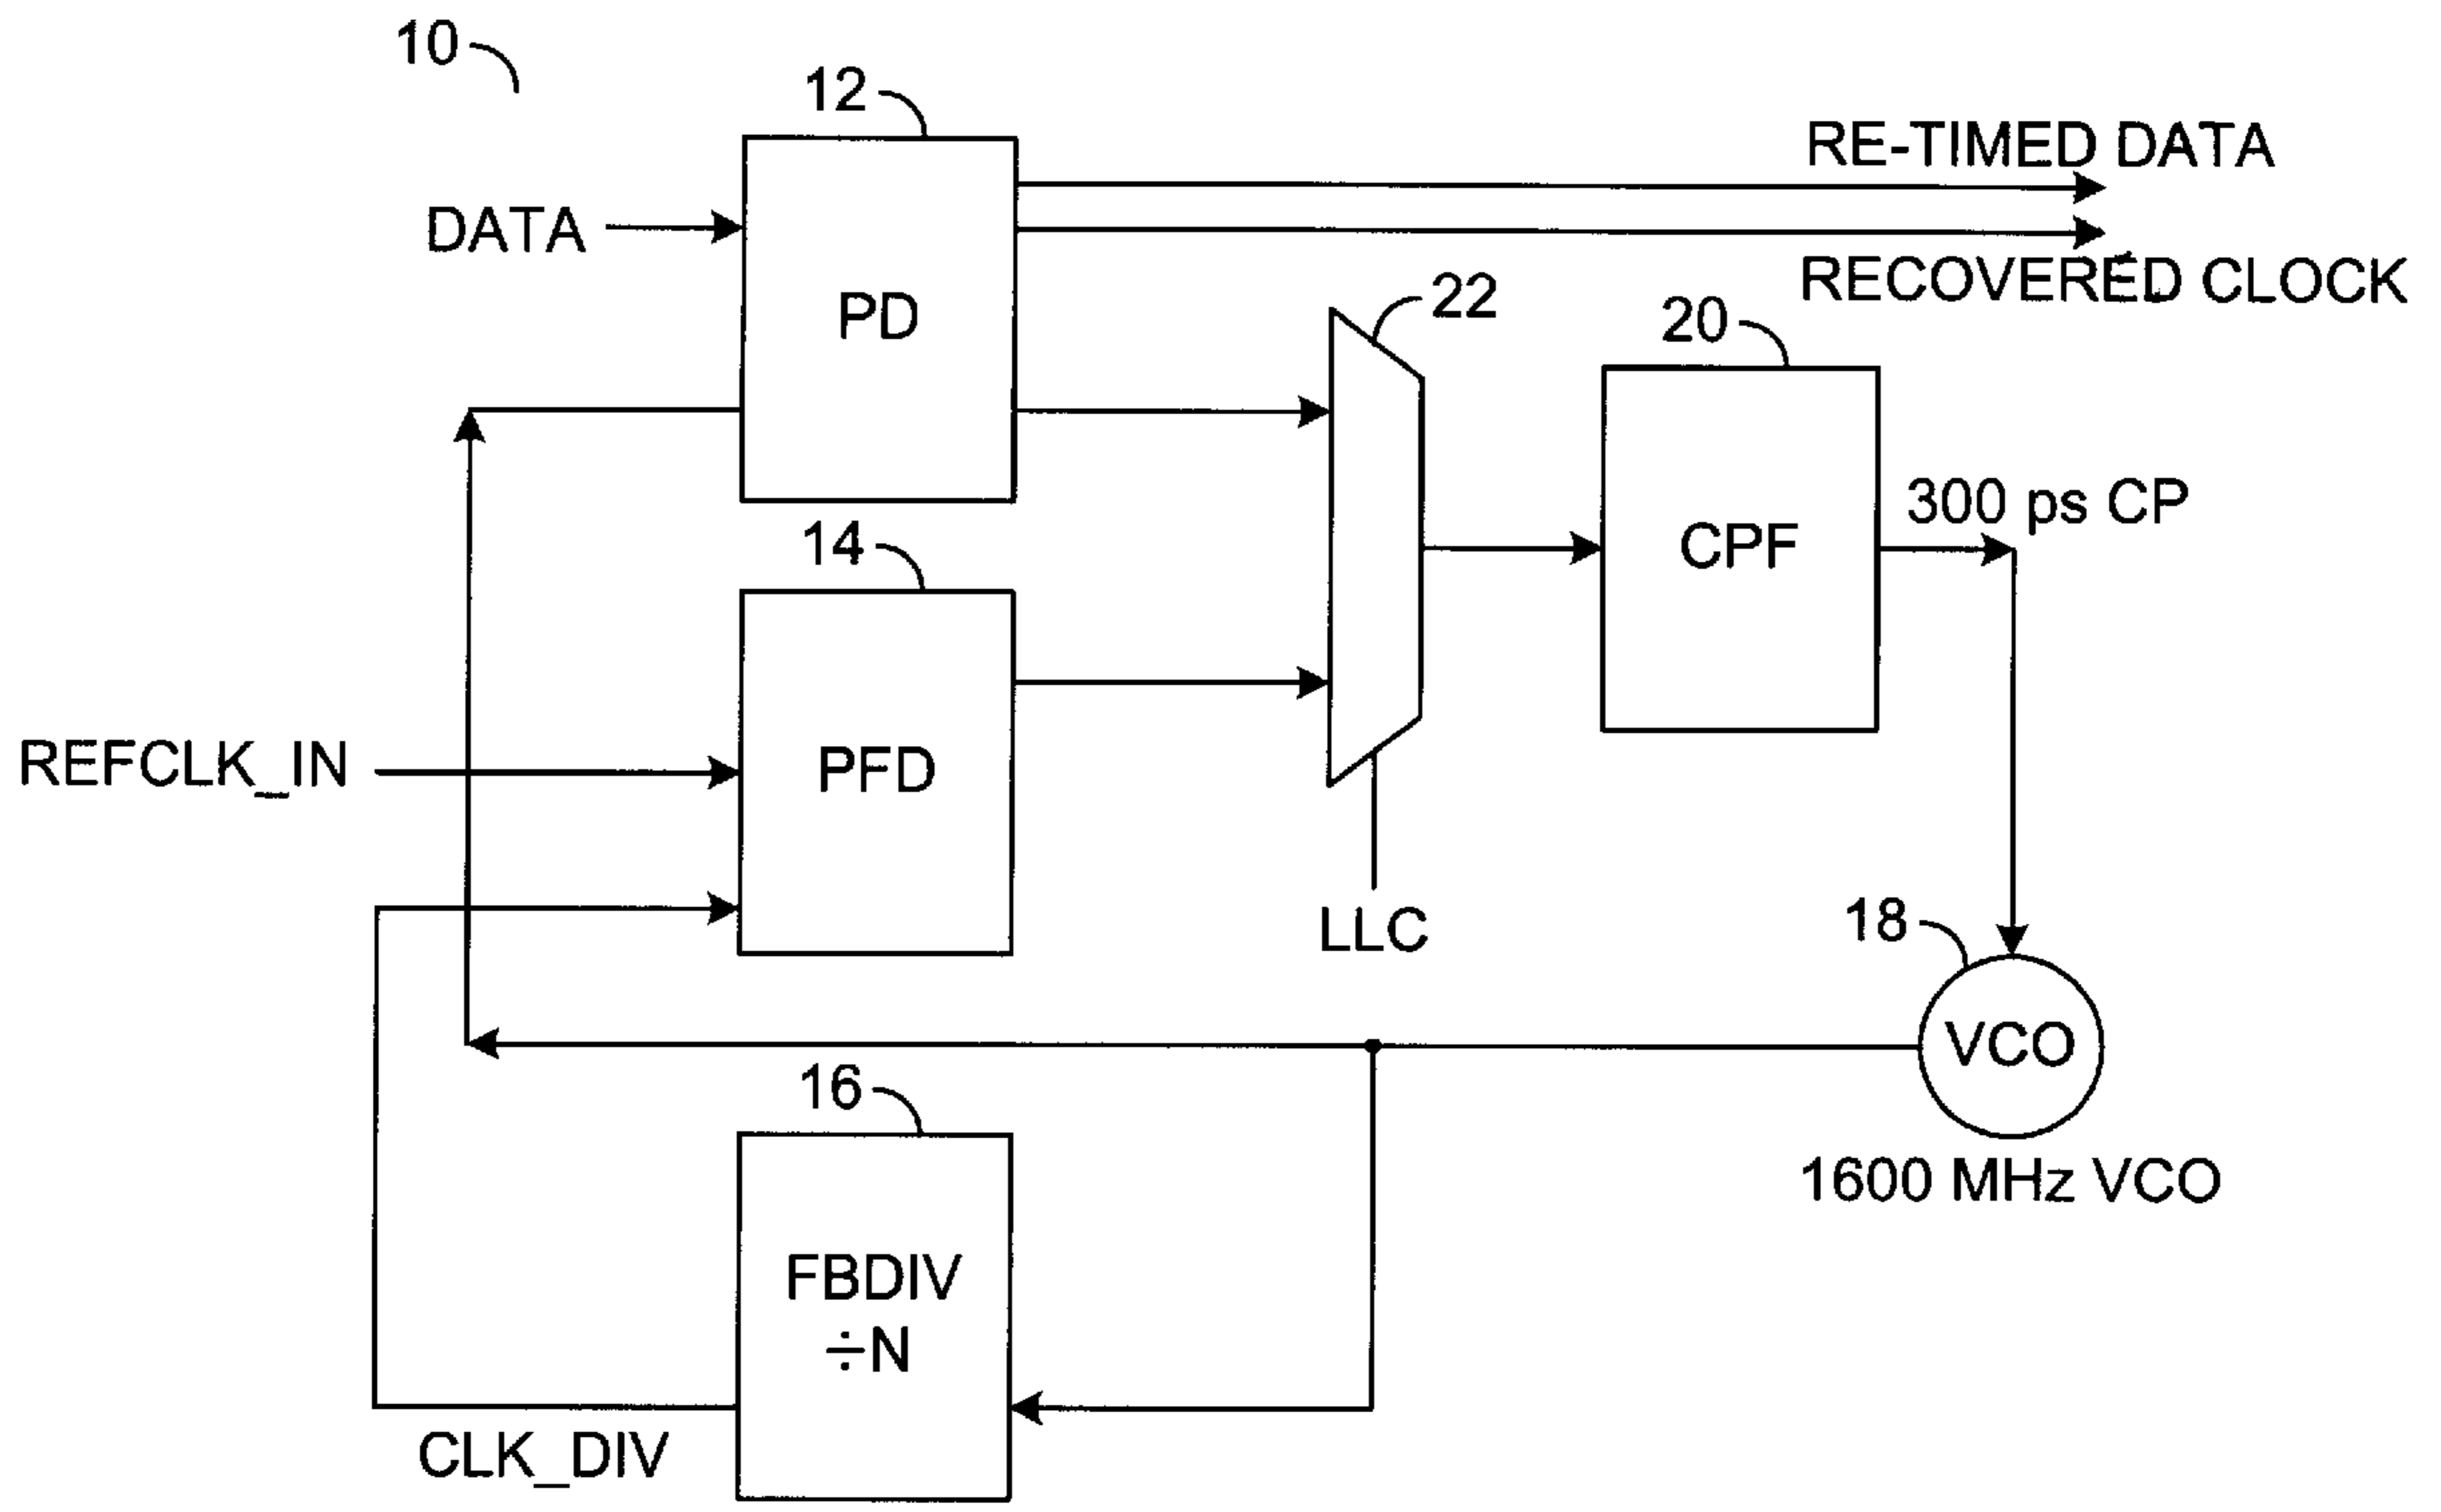 10
12
RE-TIMED DATA
DATA
RECOVERED CLOCK
PD
22
20
300 ps CP
14
CPF
REFCLK_IN
PFD
LLC
18
VCO
16
1600 MHz VCO
FBDIV
÷N
CLK_DIV